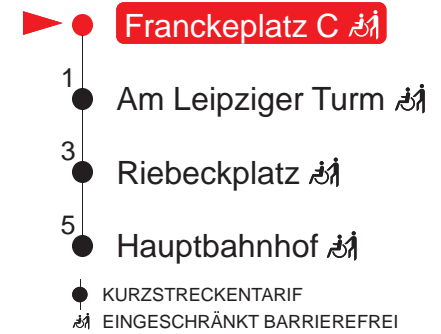 Franckeplatz C
1
Am Leipziger Turm
3
Riebeckplatz
5
Hauptbahnhof
KURZSTRECKENTARIF
EINGESCHRÄNKT BARRIEREFREI